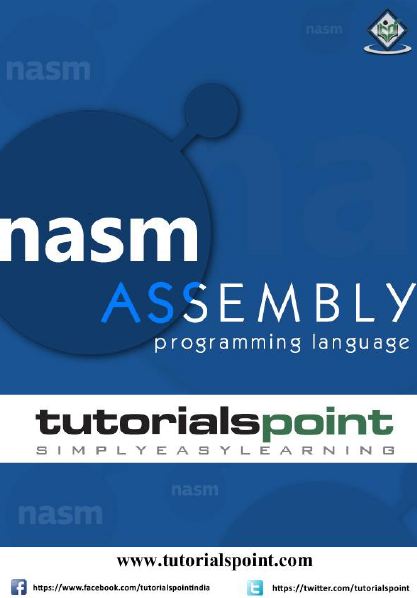 nasm
nasm
na
nasm
ASSEMBLY
programming language
tutorialspoint
SIMPLYEASYLEARNING
nasm
nasm
www.tutorialspoint.com
https://www.facebook.com/tutorialspointindia
https://twitter.com/tutorialspoint